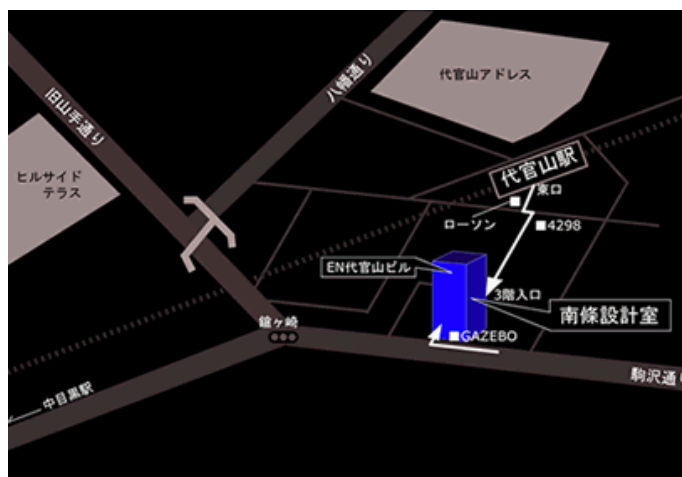 旧山手通り
八幡通り
代官山アドレス
ヒルサイド
テラス
代官山駅
東口
ローソン
4298
EN代官山ビル
3階入口
南條設計室
鎗ヶ崎
GAZEBO
駒沢通り
中目黒駅